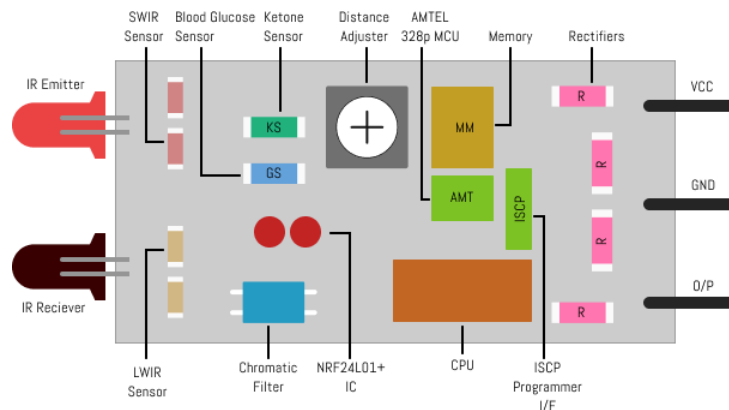 SWIR
Sensor
Blood Glucose
Sensor
Ketone
Sensor
Distance
Adjuster
AMTEL
328p MCU
Memory
Rectifiers
IR Emitter
VCC
R
KS
MM
GS
R
AMT
ISCP
GND
R
IR Reciever
O/P
R
LWIR
Sensor
Chromatic
Filter
NRF24L01+
IC
CPU
ISCP
Programmer
I/F